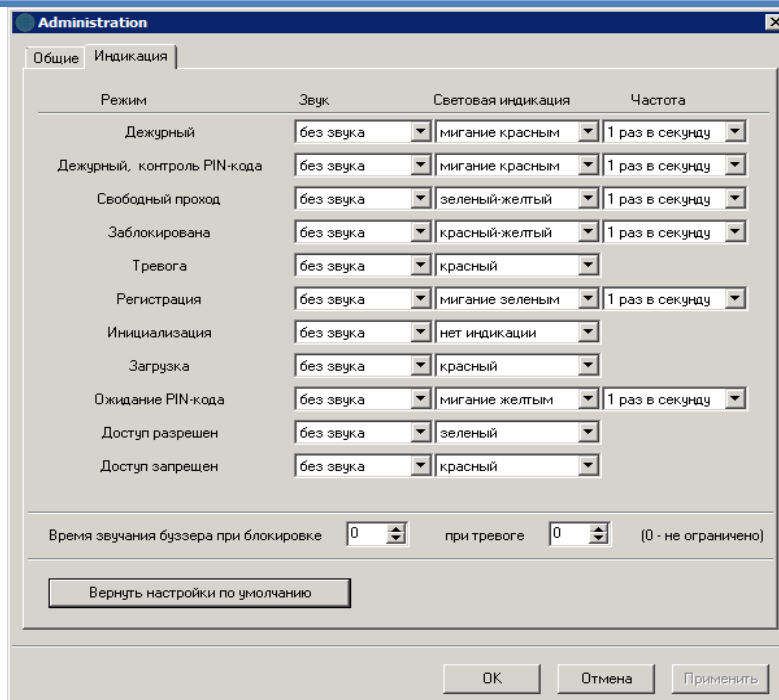 Administration
Общие Индикация
Режим Звук Световая индикация Частота
Дежурный без звука мигание красным 1 раз в секунду
Дежурный, контроль PIN-кода без звука мигание красным 1 раз в секунду
Свободный проход без звука зеленый-желтый 1 раз в секунду
Заблокирована без звука красный-желтый 1 раз в секунду
Тревога без звука красный
Регистрация без звука мигание зеленым 1 раз в секунду
Инициализация без звука нет индикации
Загрузка без звука красный
Ожидание PIN-кода без звука мигание желтым 1 раз в секунду
Доступ разрешен без звука зеленый
Доступ запрещен без звука красный
Время звучания буззера при блокировке 0 при тревоге 0 (0 - не ограничено)
Вернуть настройки по умолчанию
OK Отмена Применить